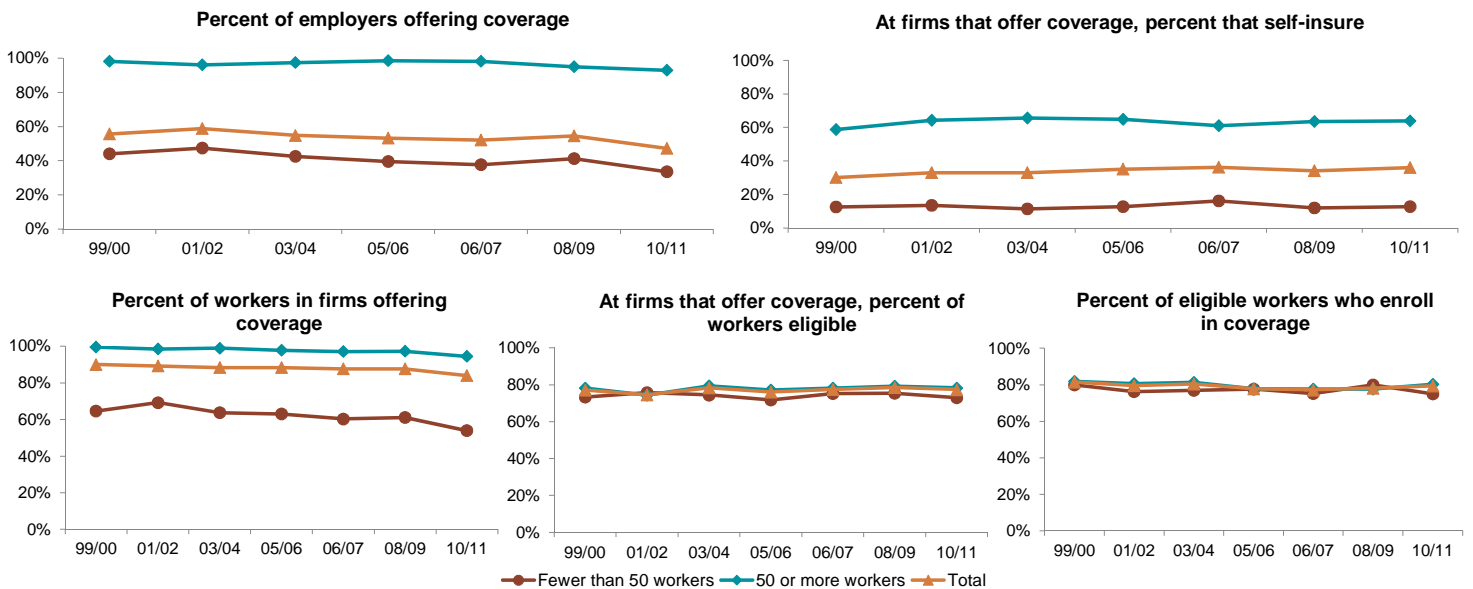 Percent of employers offering coverage
100%
80%
60%
40%
20%
0%
99/00 01/02 03/04 05/06 06/07 08/09 10/11
At firms that offer coverage, percent that self-insure
100%
80%
60%
40%
20%
0%
99/00 01/02 03/04 05/06 06/07 08/09 10/11
Percent of workers in firms offering
coverage
100%
80%
60%
40%
20%
0%
99/00 01/02 03/04 05/06 06/07 08/09 10/11
At firms that offer coverage, percent of
workers eligible
100%
80%
60%
40%
20%
0%
99/00 01/02 03/04 05/06 06/07 08/09 10/11
Percent of eligible workers who enroll
in coverage
100%
80%
60%
40%
20%
0%
99/00 01/02 03/04 05/06 06/07 08/09 10/11
Fewer than 50 workers 50 or more workers Total